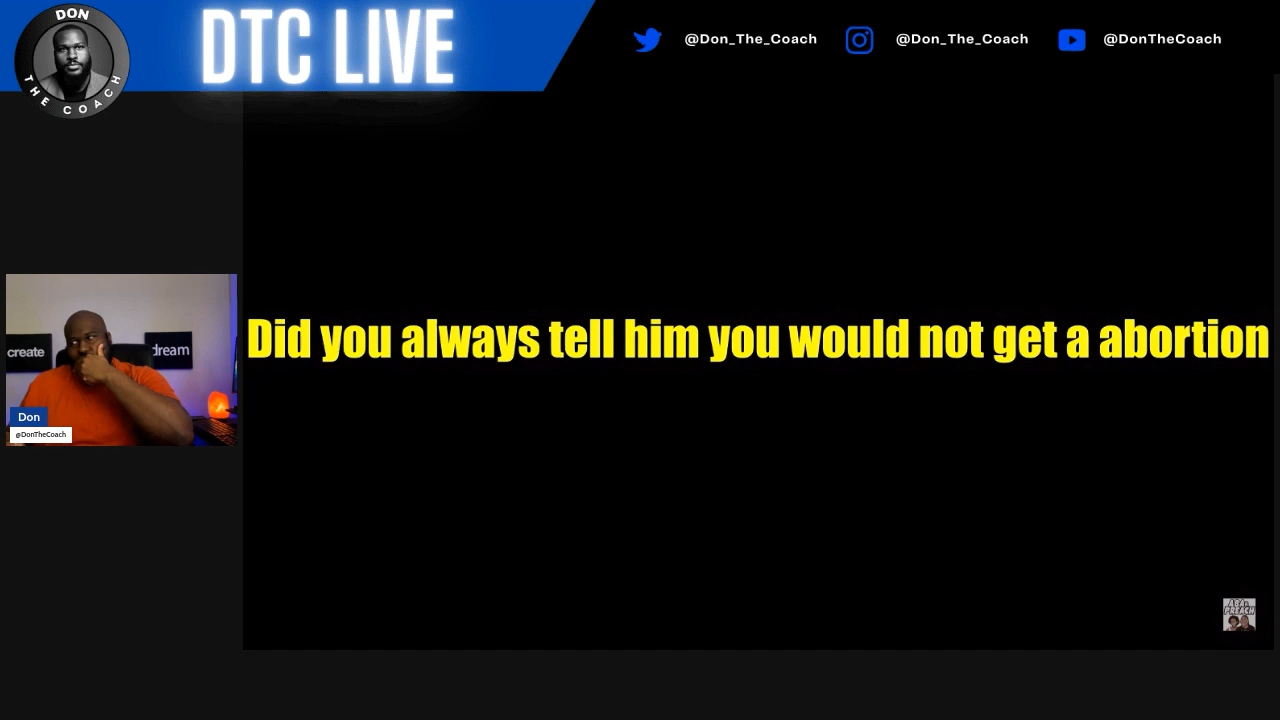 DON
THE COACH
DTC LIVE
@Don_The_Coach
@Don_The_Coach
@DonTheCoach
Did you always tell him you would not get a abortion
create
dream
Don
@DonTheCoach
PREACH